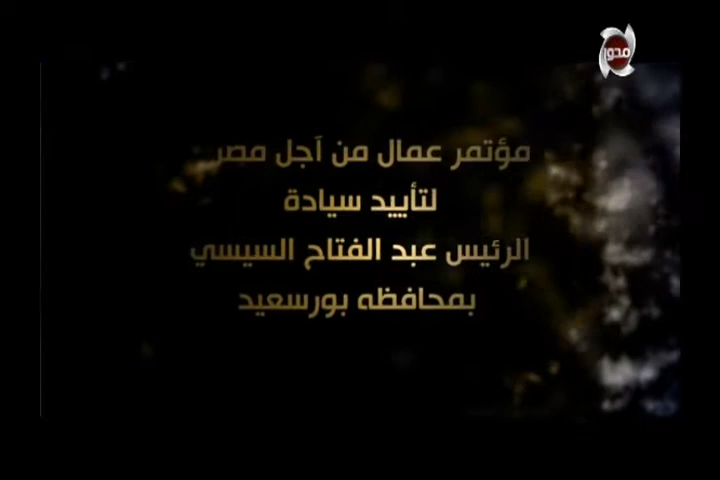 محور
مؤتمر عمال من آجل مصر
لتأييد سيادة
الرئيس عبد الفتاح السيسي
بمحافظه بورسعيد